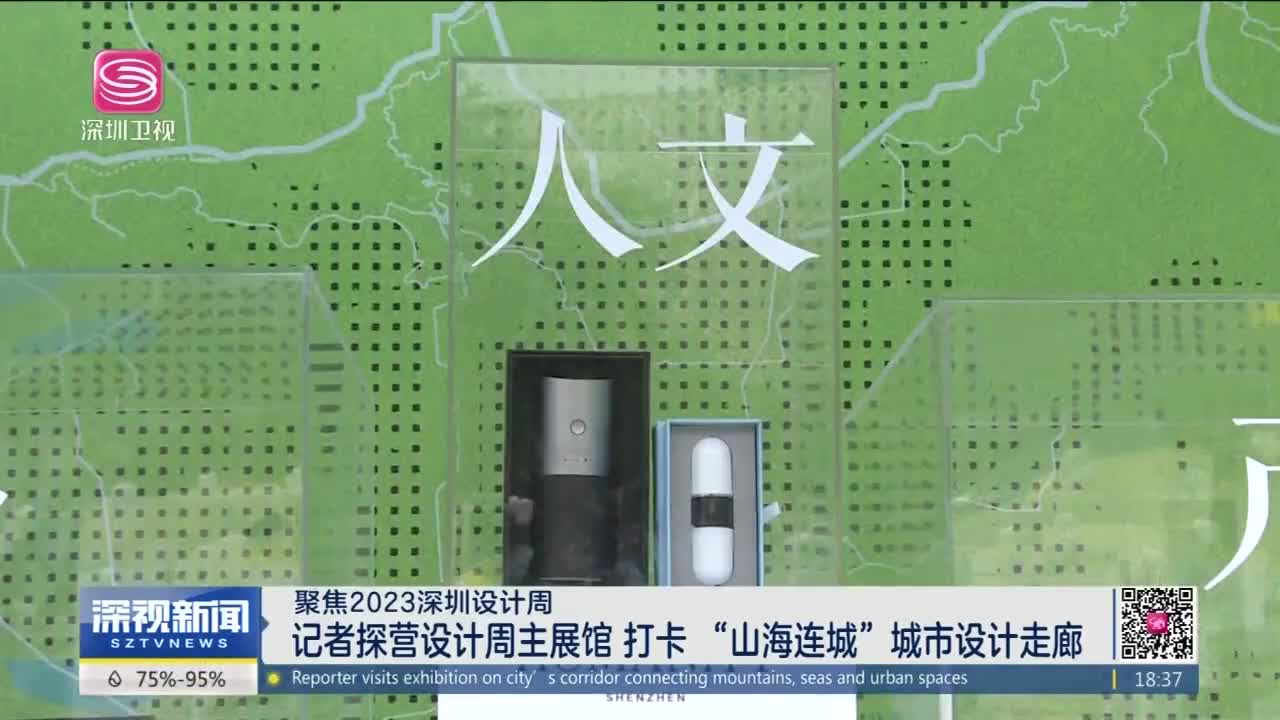 深圳卫视
人文
聚焦2023深圳设计周
深视新闻
SZTVNEWS
记者探营设计周主展馆 打卡 “山海连城” 城市设计走廊
75%-95%
Reporter visits exhibition on city's corridor connecting mountains, seas and urban spaces
18:37
SHENZHEN